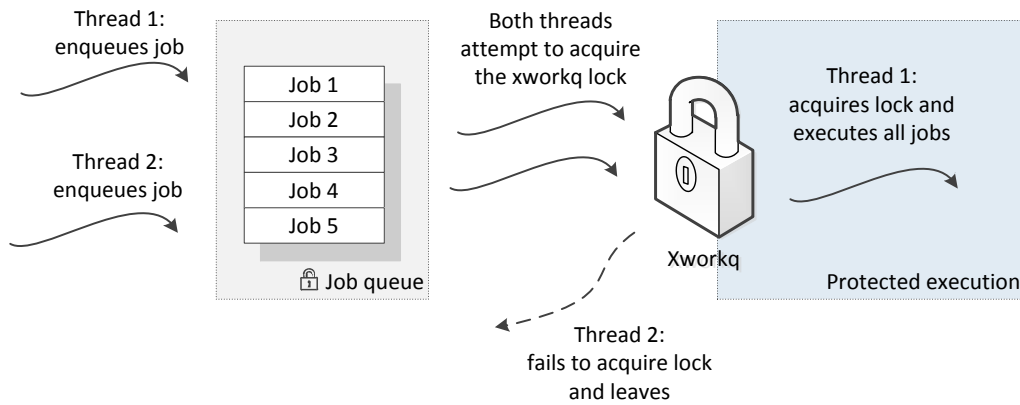 Thread 1:
enqueues job
Thread 2:
enqueues job
Job 1
Job 2
Job 3
Job 4
Job 5
Job queue
Both threads
attempt to acquire
the xworkq lock
Xworkq
Thread 1:
acquires lock and
executes all jobs
Protected execution
Thread 2:
fails to acquire lock
and leaves